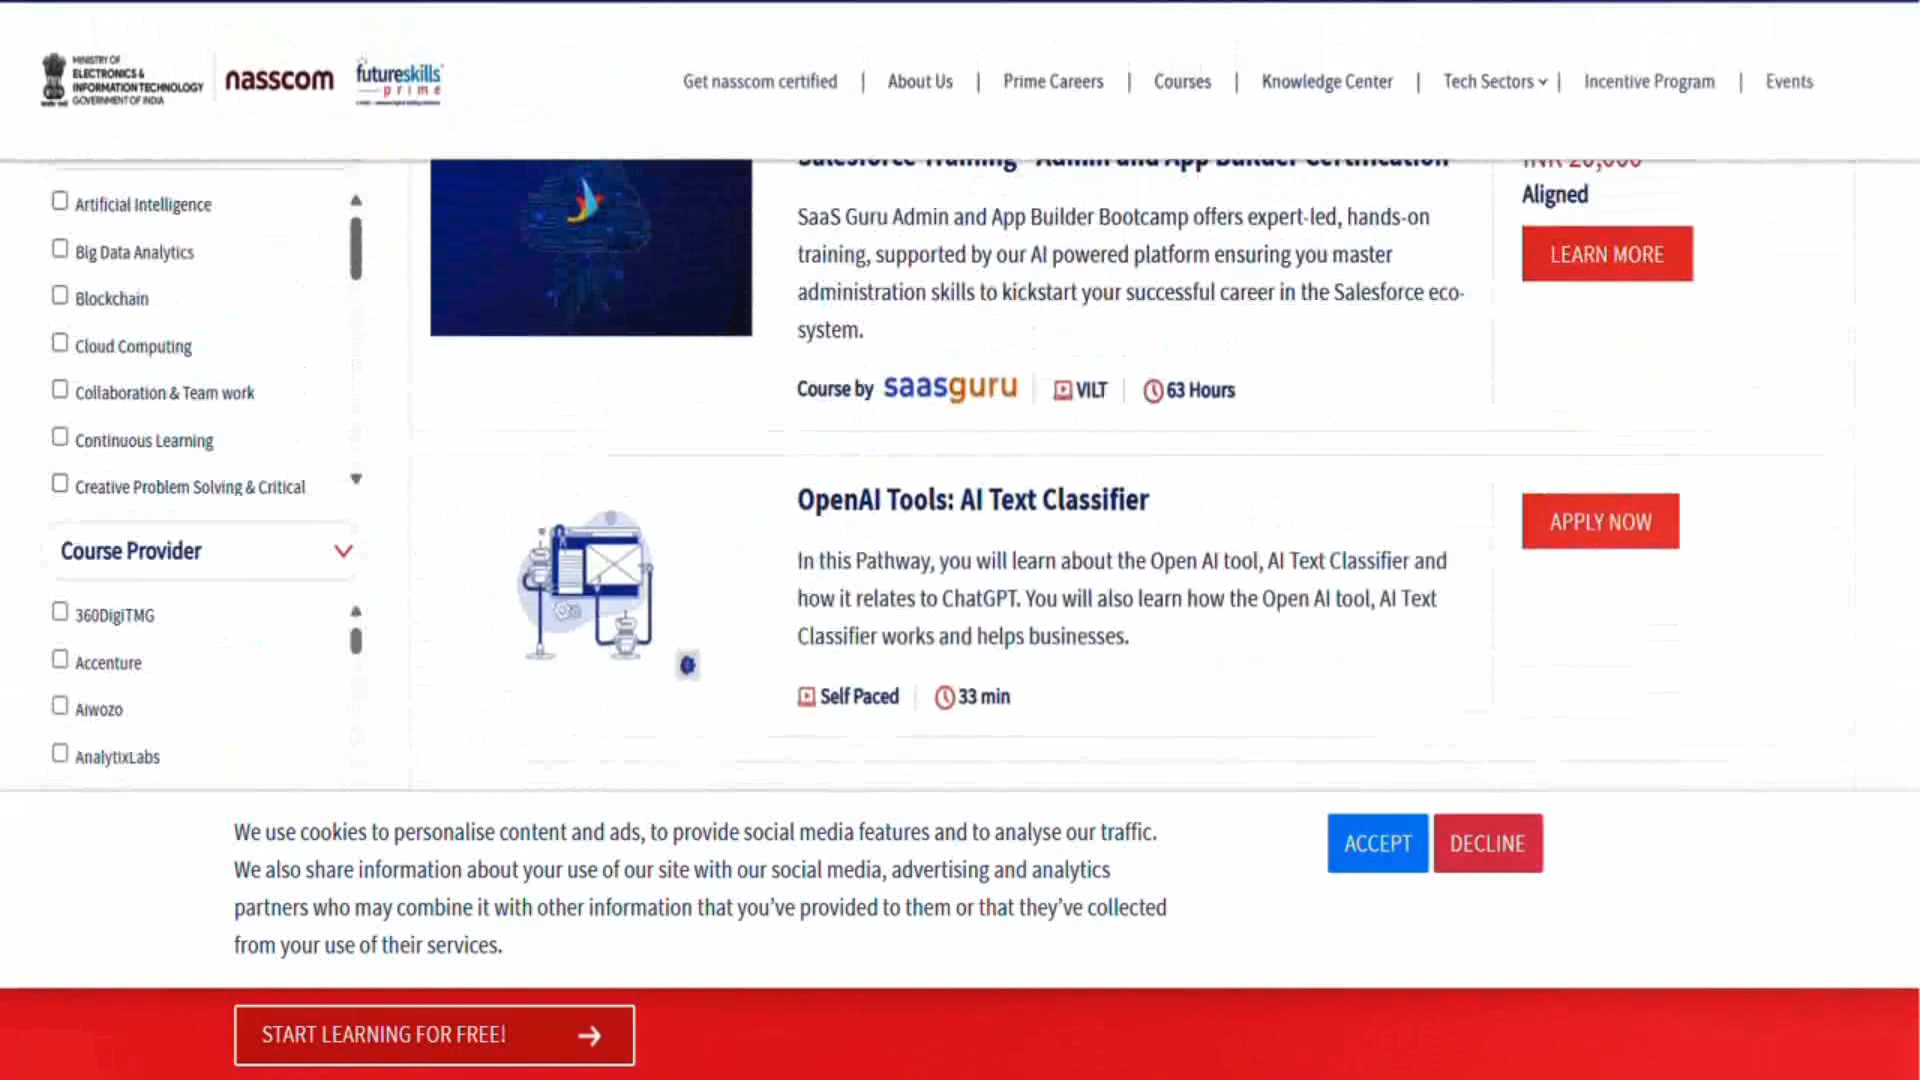 MINISTRY OF
ELECTRONICS &
INFORMATION TECHNOLOGY
GOVERNMENT OF INDIA
nasscom
futureskills
prime
Get nasscom certified | About Us | Prime Careers | Courses | Knowledge Center | Tech Sectors | Incentive Program | Events
Artificial Intelligence
Big Data Analytics
Blockchain
Cloud Computing
Collaboration & Team work
Continuous Learning
Creative Problem Solving & Critical
Course Provider
360DigiTMG
Accenture
Aiwozo
AnalytixLabs
Salesforce Training - Admin and App Builder Certification
SaaS Guru Admin and App Builder Bootcamp offers expert-led, hands-on
training, supported by our AI powered platform ensuring you master
administration skills to kickstart your successful career in the Salesforce eco-
system.
Course by saasguru | VILT | 63 Hours
Aligned
LEARN MORE
OpenAI Tools: AI Text Classifier
In this Pathway, you will learn about the Open AI tool, AI Text Classifier and
how it relates to ChatGPT. You will also learn how the Open AI tool, AI Text
Classifier works and helps businesses.
Self Paced | 33 min
APPLY NOW
We use cookies to personalise content and ads, to provide social media features and to analyse our traffic.
We also share information about your use of our site with our social media, advertising and analytics
partners who may combine it with other information that you've provided to them or that they've collected
from your use of their services.
ACCEPT
DECLINE
START LEARNING FOR FREE!